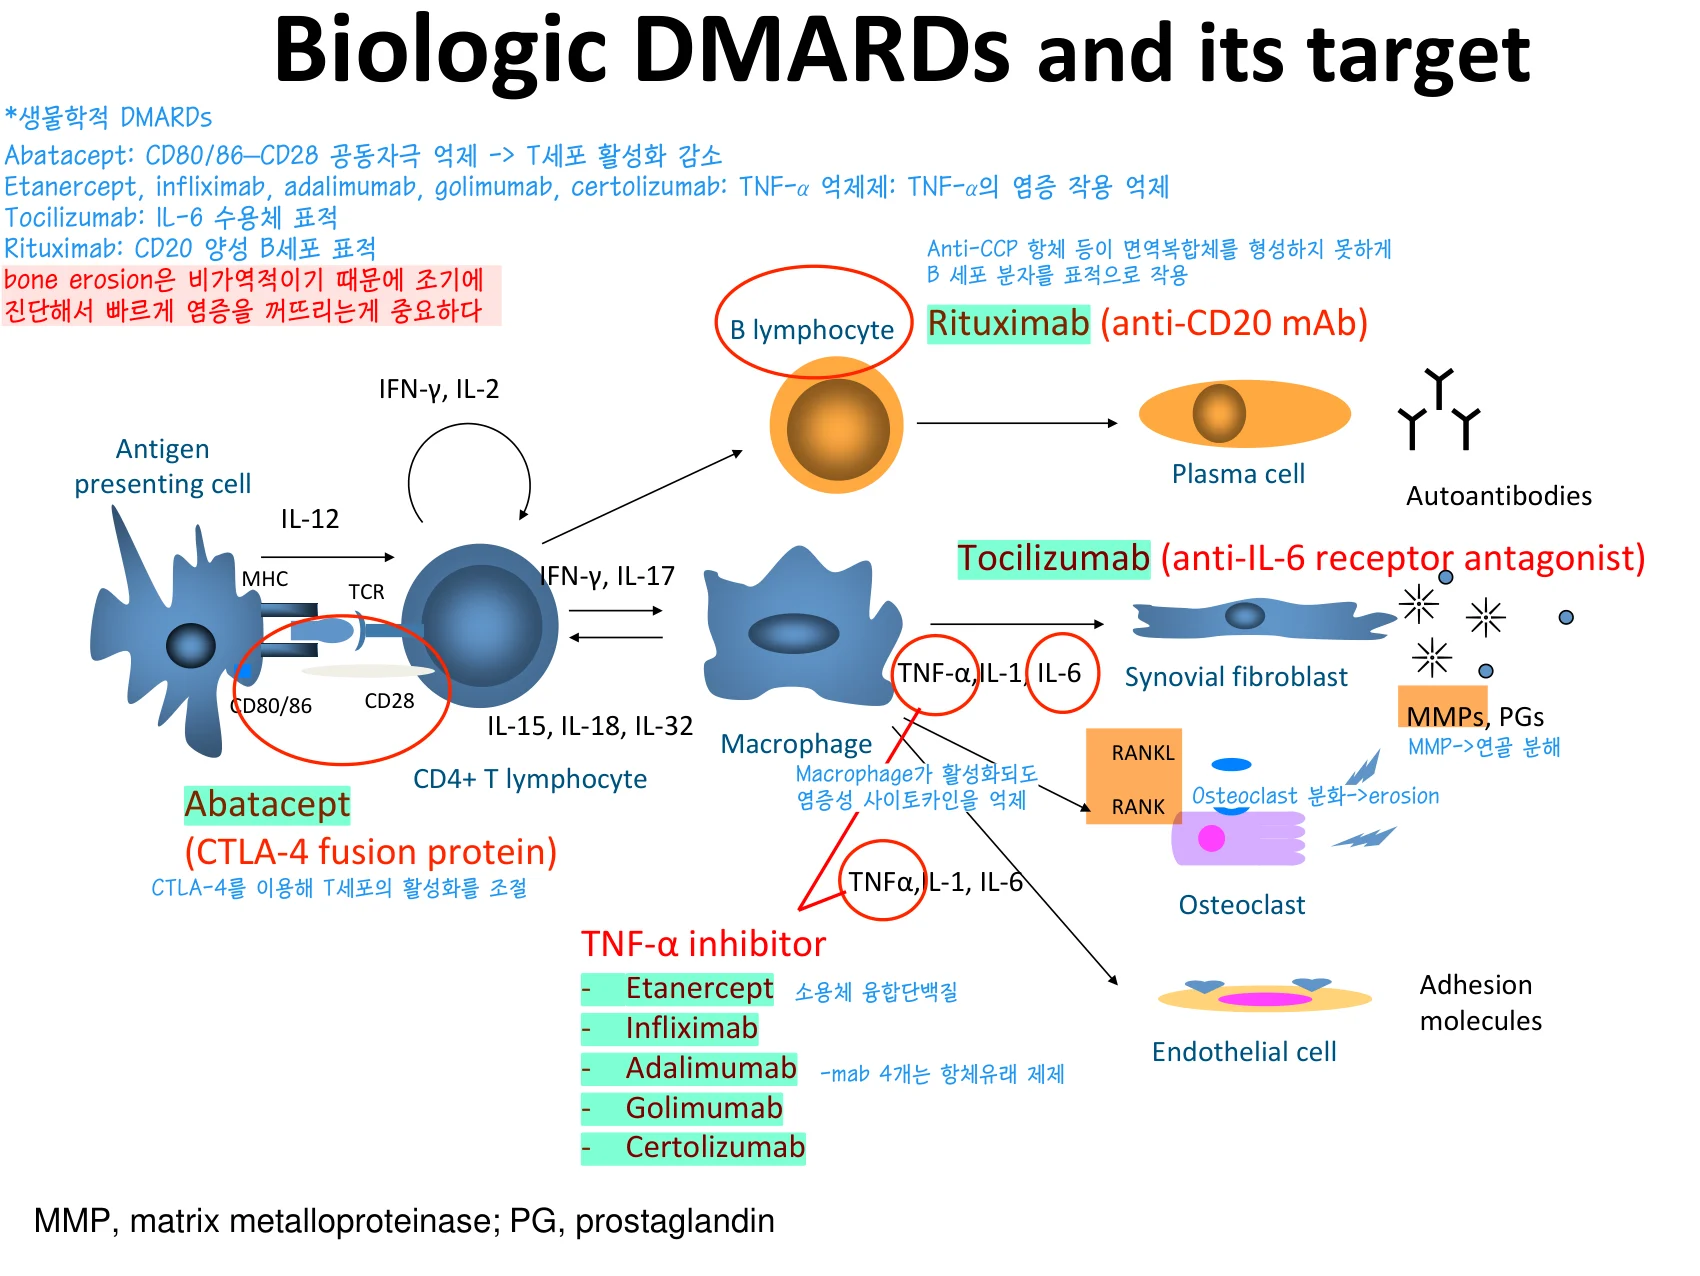 Biologic DMARDs and its target
*생물학적 DMARDs
Abatacept: CD80/86–CD28 공동자극 억제 -> T세포 활성화 감소
Etanercept, infliximab, adalimumab, golimumab, certolizumab: TNF-α 억제제: TNF-α의 염증 작용 억제
Tocilizumab: IL-6 수용체 표적
Rituximab: CD20 양성 B세포 표적
bone erosion은 비가역적이기 때문에 조기에
진단해서 빠르게 염증을 꺼뜨리는게 중요하다
Anti-CCP 항체 등이 면역복합체를 형성하지 못하게
B 세포 분자를 표적으로 작용
B lymphocyte
Rituximab (anti-CD20 mAb)
IFN-γ, IL-2
Antigen
presenting cell
IL-12
Plasma cell
Autoantibodies
Tocilizumab (anti-IL-6 receptor antagonist)
MHC
TCR
IFN-γ, IL-17
CD80/86
CD28
TNF-α, IL-1, IL-6
Synovial fibroblast
MMPs, PGs
MMP->연골 분해
IL-15, IL-18, IL-32
Macrophage
CD4+ T lymphocyte
Macrophage가 활성화되도
염증성 사이토카인을 억제
RANKL
RANK
Osteoclast 분화->erosion
Abatacept
(CTLA-4 fusion protein)
CTLA-4를 이용해 T세포의 활성화를 조절
TNFα, IL-1, IL-6
Osteoclast
TNF-α inhibitor
- Etanercept 소용체 융합단백질
- Infliximab
- Adalimumab -mab 4개는 항체유래 제제
- Golimumab
- Certolizumab
Adhesion
molecules
Endothelial cell
MMP, matrix metalloproteinase; PG, prostaglandin